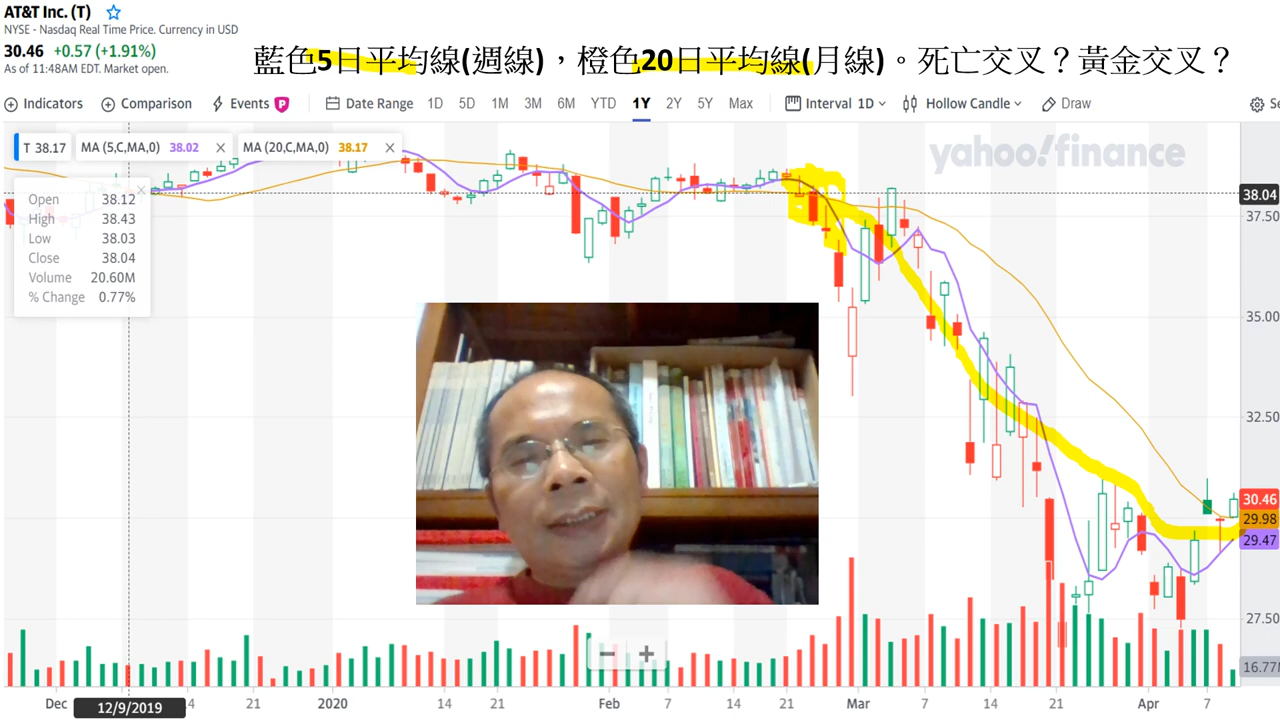 AT&T Inc. (T)
NYSE - Nasdaq Real Time Price. Currency in USD
30.46 +0.57 (+1.91%)
As of 11:48AM EDT. Market open.
藍色5日平均線(週線)，橙色20日平均線(月線)。死亡交叉？黃金交叉？
Indicators Comparison Events P Date Range 1D 5D 1M 3M 6M YTD 1Y 2Y 5Y Max Interval 1D Hollow Candle Draw Se
T 38.17 MA (5,C,MA,0) 38.02 MA (20,C,MA,0) 38.17
yahoo!finance
Open 38.12
High 38.43
Low 38.03
Close 38.04
Volume 20.60M
% Change 0.77%
38.04
37.50
35.00
32.50
30.46
29.98
29.47
27.50
16.77M
Dec 12/9/2019 21 2020 14 21 Feb 7 14 21 Mar 7 14 21 Apr 7